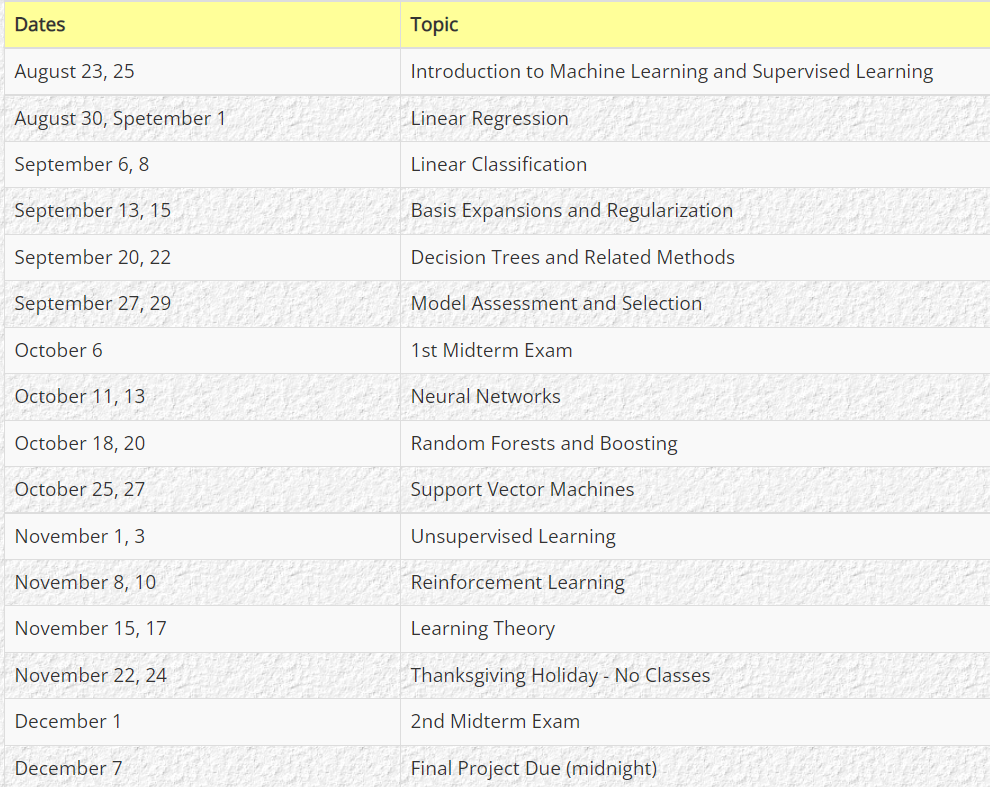 Dates Topic
August 23, 25 Introduction to Machine Learning and Supervised Learning
August 30, Spetember 1 Linear Regression
September 6, 8 Linear Classification
September 13, 15 Basis Expansions and Regularization
September 20, 22 Decision Trees and Related Methods
September 27, 29 Model Assessment and Selection
October 6 1st Midterm Exam
October 11, 13 Neural Networks
October 18, 20 Random Forests and Boosting
October 25, 27 Support Vector Machines
November 1, 3 Unsupervised Learning
November 8, 10 Reinforcement Learning
November 15, 17 Learning Theory
November 22, 24 Thanksgiving Holiday - No Classes
December 1 2nd Midterm Exam
December 7 Final Project Due (midnight)